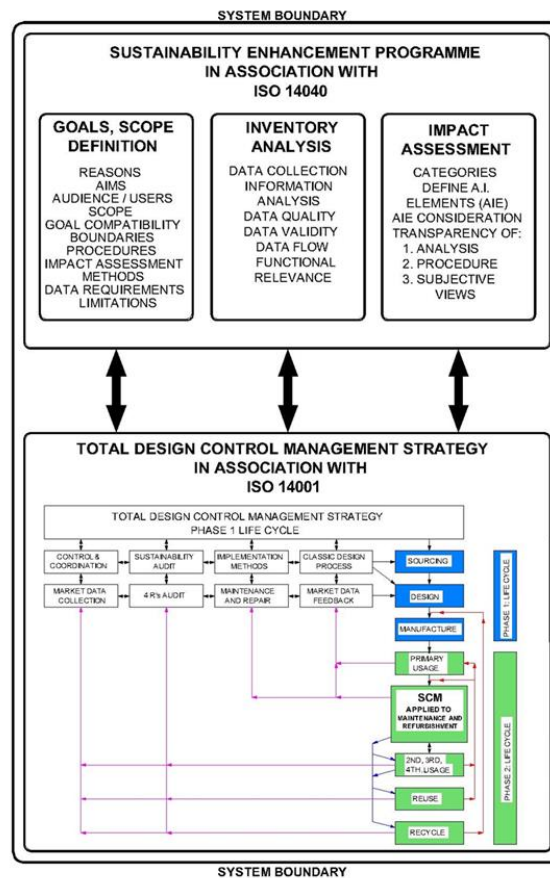 SYSTEM BOUNDARY
SUSTAINABILITY ENHANCEMENT PROGRAMME
IN ASSOCIATION WITH
ISO 14040
GOALS, SCOPE
DEFINITION
REASONS
AIMS
AUDIENCE / USERS
SCOPE
GOAL COMPATIBILITY
BOUNDARIES
PROCEDURES
IMPACT ASSESSMENT
METHODS
DATA REQUIREMENTS
LIMITATIONS
INVENTORY
ANALYSIS
DATA COLLECTION
INFORMATION
ANALYSIS
DATA QUALITY
DATA VALIDITY
DATA FLOW
FUNCTIONAL
RELEVANCE
IMPACT
ASSESSMENT
CATEGORIES
DEFINE A.I.
ELEMENTS (AIE)
AIE CONSIDERATION
TRANSPARENCY OF:
1. ANALYSIS
2. PROCEDURE
3. SUBJECTIVE
VIEWS
TOTAL DESIGN CONTROL MANAGEMENT STRATEGY
IN ASSOCIATION WITH
ISO 14001
TOTAL DESIGN CONTROL MANAGEMENT STRATEGY
PHASE 1 LIFE CYCLE
CONTROL &
COORDINATION
SUSTAINABILITY
AUDIT
IMPLEMENTATION
METHODS
CLASSIC DESIGN
PROCESS
SOURCING
MARKET DATA
COLLECTION
4 R's AUDIT
MAINTENANCE
AND REPAIR
MARKET DATA
FEEDBACK
DESIGN
MANUFACTURE
PHASE 1: LIFE CYCLE
PRIMARY
USAGE
SCM
APPLIED TO
MAINTENANCE AND
REFURBISHMENT
2ND, 3RD,
4TH. USAGE
REUSE
RECYCLE
PHASE 2: LIFE CYCLE
SYSTEM BOUNDARY